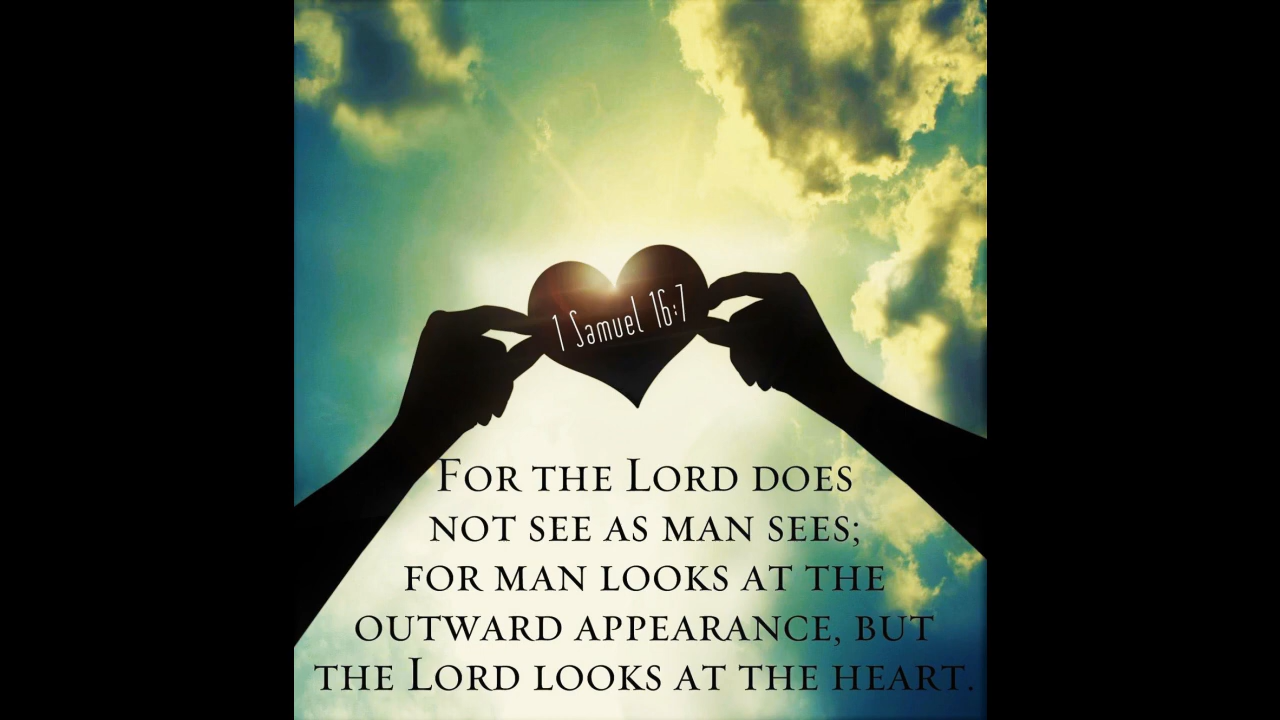 1 Samuel 16:7
For the Lord does
not see as man sees;
for man looks at the
outward appearance, but
the Lord looks at the heart.